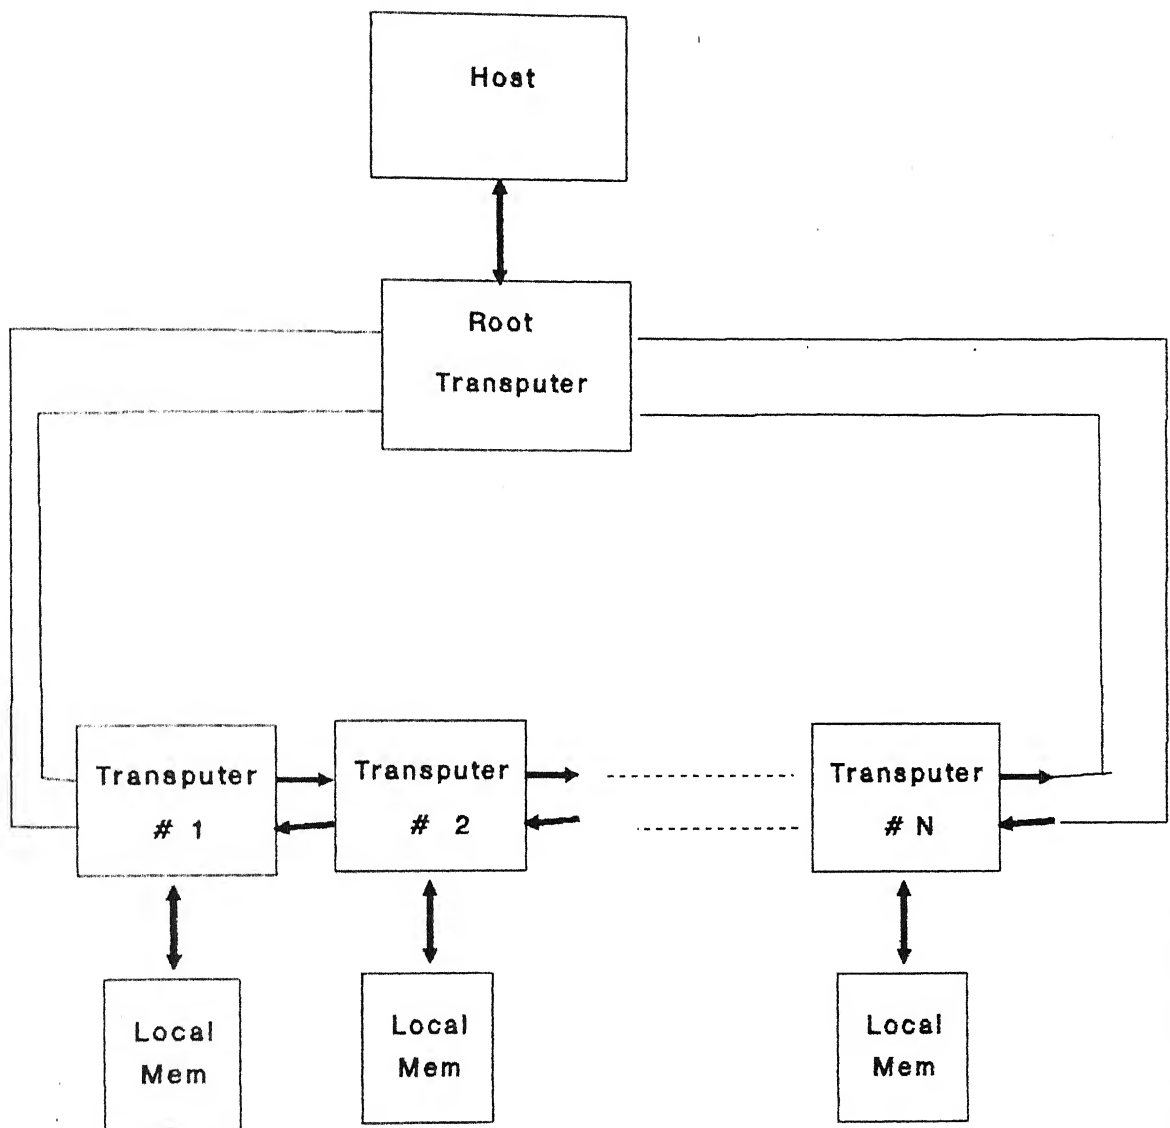 Host
Root
Transputer
Transputer
# 1
Transputer
# 2
Transputer
# N
Local
Mem
Local
Mem
Local
Mem